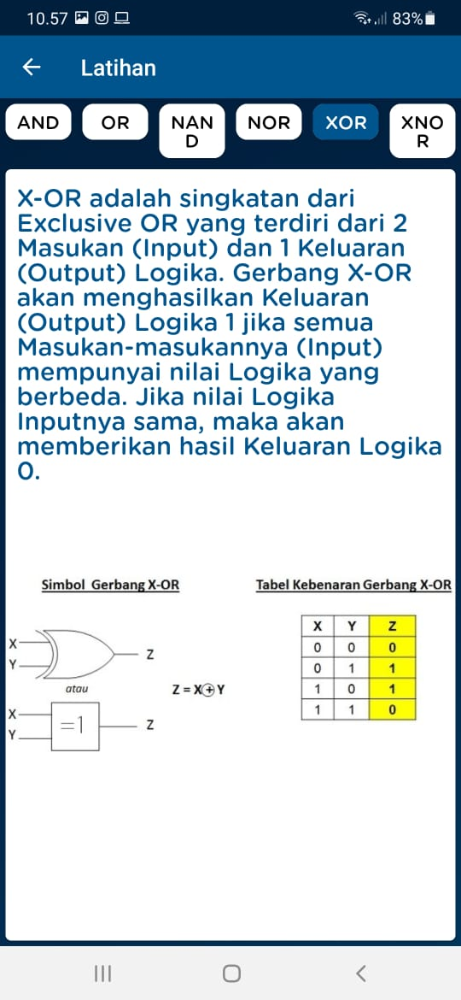 10.57 83%
Latihan
AND OR NAN
D NOR XOR XNO
R
X-OR adalah singkatan dari
Exclusive OR yang terdiri dari 2
Masukan (Input) dan 1 Keluaran
(Output) Logika. Gerbang X-OR
akan menghasilkan Keluaran
(Output) Logika 1 jika semua
Masukan-masukannya (Input)
mempunyai nilai Logika yang
berbeda. Jika nilai Logika
Inputnya sama, maka akan
memberikan hasil Keluaran Logika
0.
Simbol Gerbang X-OR
X
Y
Z
atau
X
Y
=1
Z
Z = X⊕Y
Tabel Kebenaran Gerbang X-OR
X Y Z
0 0 0
0 1 1
1 0 1
1 1 0